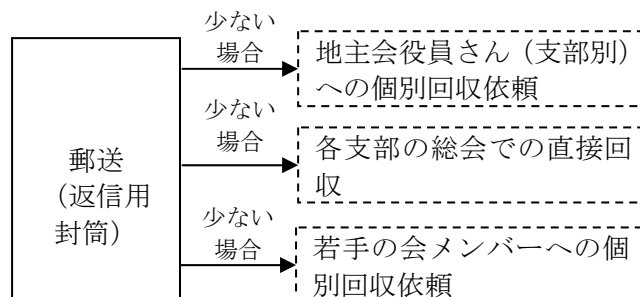 郵送
(返信用
封筒)
少ない
場合
地主会役員さん(支部別)
への個別回収依頼
少ない
場合
各支部の総会での直接回
収
少ない
場合
若手の会メンバーへの個
別回収依頼